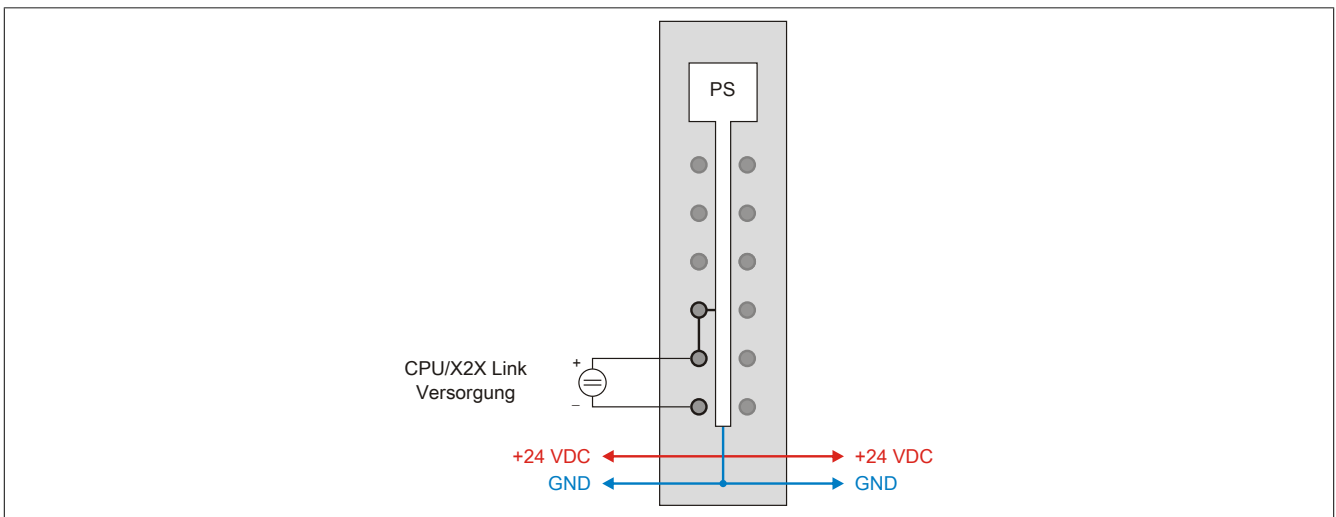 PS
CPU/X2X Link
Versorgung
+
–
+24 VDC
+24 VDC
GND
GND